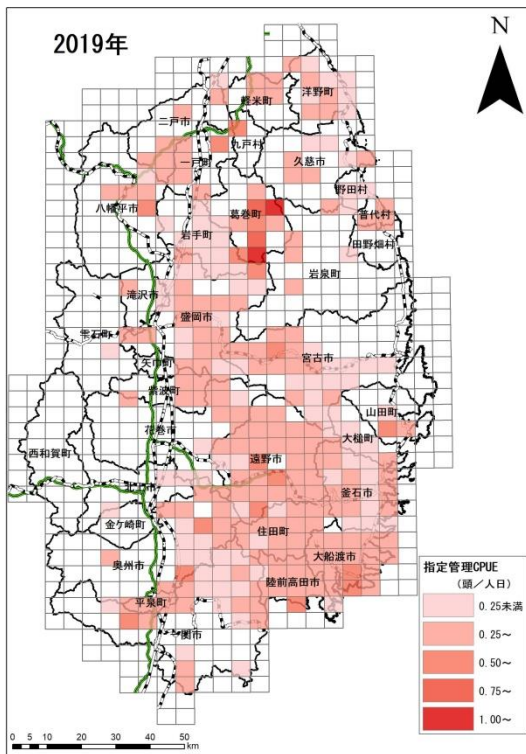 2019年
N
洋野町
軽米町
二戸市
九戸村
一戸町
久慈市
野田村
八幡平市
葛巻町
普代村
岩手町
田野畑村
岩泉町
滝沢市
盛岡市
雫石町
宮古市
矢巾町
紫波町
山田町
花巻市
大槌町
西和賀町
遠野市
釜石市
金ケ崎町
住田町
大船渡市
奥州市
陸前高田市
平泉町
一関市
指定管理CPUE
(頭/人日)
0.25未満
0.25~
0.50~
0.75~
1.00~
0 5 10 20 30 40 50
km